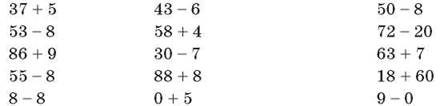 37 + 5 43 – 6 50 – 8
53 – 8 58 + 4 72 – 20
86 + 9 30 – 7 63 + 7
55 – 8 88 + 8 18 + 60
8 – 8 0 + 5 9 – 0